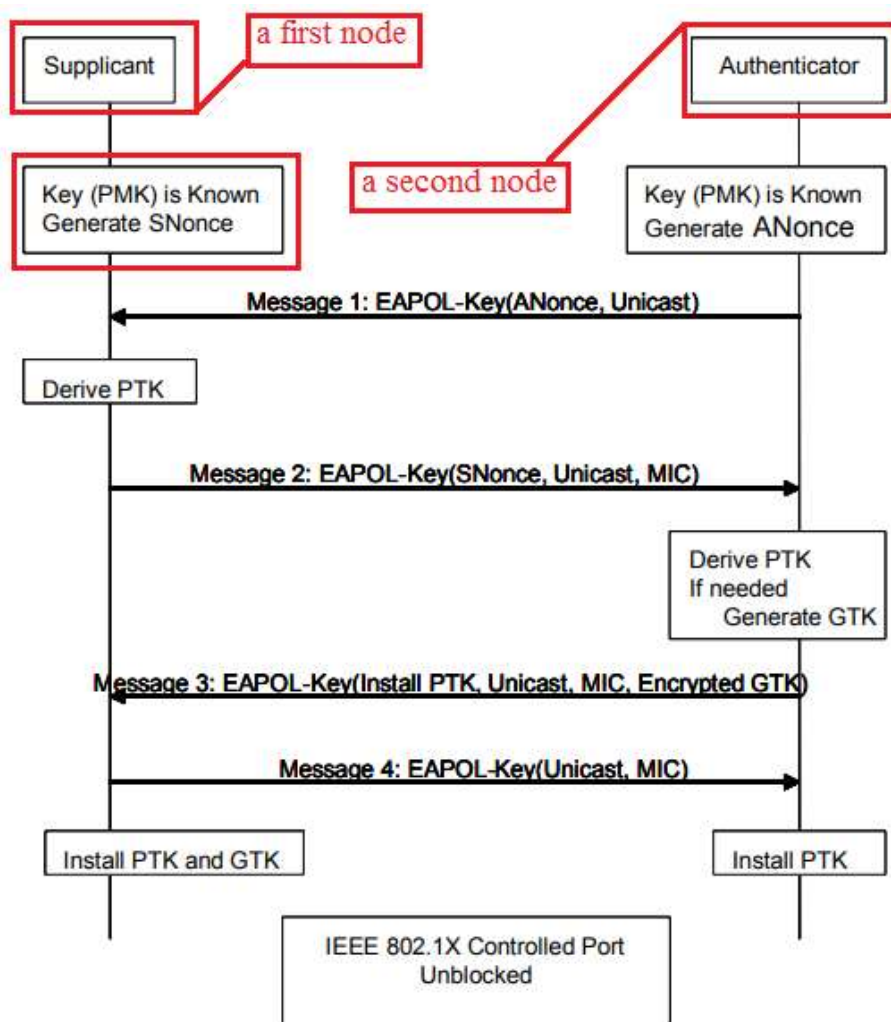 a first node
Supplicant
Authenticator
a second node
Key (PMK) is Known
Generate SNonce
Key (PMK) is Known
Generate ANonce
Message 1: EAPOL-Key(ANonce, Unicast)
Derive PTK
Message 2: EAPOL-Key(SNonce, Unicast, MIC)
Derive PTK
If needed
Generate GTK
Message 3: EAPOL-Key(Install PTK, Unicast, MIC, Encrypted GTK)
Message 4: EAPOL-Key(Unicast, MIC)
Install PTK and GTK
Install PTK
IEEE 802.1X Controlled Port
Unblocked